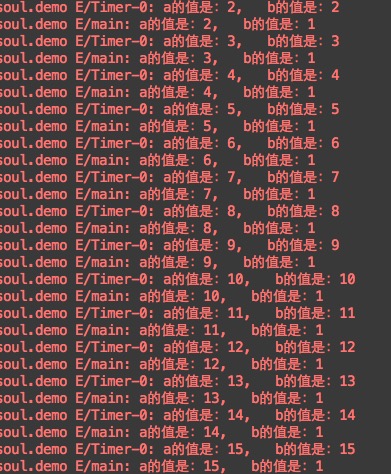 soul.demo E/Timer-0: a的值是: 2, b的值是: 2
soul.demo E/main: a的值是: 2, b的值是: 1
soul.demo E/Timer-0: a的值是: 3, b的值是: 3
soul.demo E/main: a的值是: 3, b的值是: 1
soul.demo E/Timer-0: a的值是: 4, b的值是: 4
soul.demo E/main: a的值是: 4, b的值是: 1
soul.demo E/Timer-0: a的值是: 5, b的值是: 5
soul.demo E/main: a的值是: 5, b的值是: 1
soul.demo E/Timer-0: a的值是: 6, b的值是: 6
soul.demo E/main: a的值是: 6, b的值是: 1
soul.demo E/Timer-0: a的值是: 7, b的值是: 7
soul.demo E/main: a的值是: 7, b的值是: 1
soul.demo E/Timer-0: a的值是: 8, b的值是: 8
soul.demo E/main: a的值是: 8, b的值是: 1
soul.demo E/Timer-0: a的值是: 9, b的值是: 9
soul.demo E/main: a的值是: 9, b的值是: 1
soul.demo E/Timer-0: a的值是: 10, b的值是: 10
soul.demo E/main: a的值是: 10, b的值是: 1
soul.demo E/Timer-0: a的值是: 11, b的值是: 11
soul.demo E/main: a的值是: 11, b的值是: 1
soul.demo E/Timer-0: a的值是: 12, b的值是: 12
soul.demo E/main: a的值是: 12, b的值是: 1
soul.demo E/Timer-0: a的值是: 13, b的值是: 13
soul.demo E/main: a的值是: 13, b的值是: 1
soul.demo E/Timer-0: a的值是: 14, b的值是: 14
soul.demo E/main: a的值是: 14, b的值是: 1
soul.demo E/Timer-0: a的值是: 15, b的值是: 15
soul.demo E/main: a的值是: 15, b的值是: 1